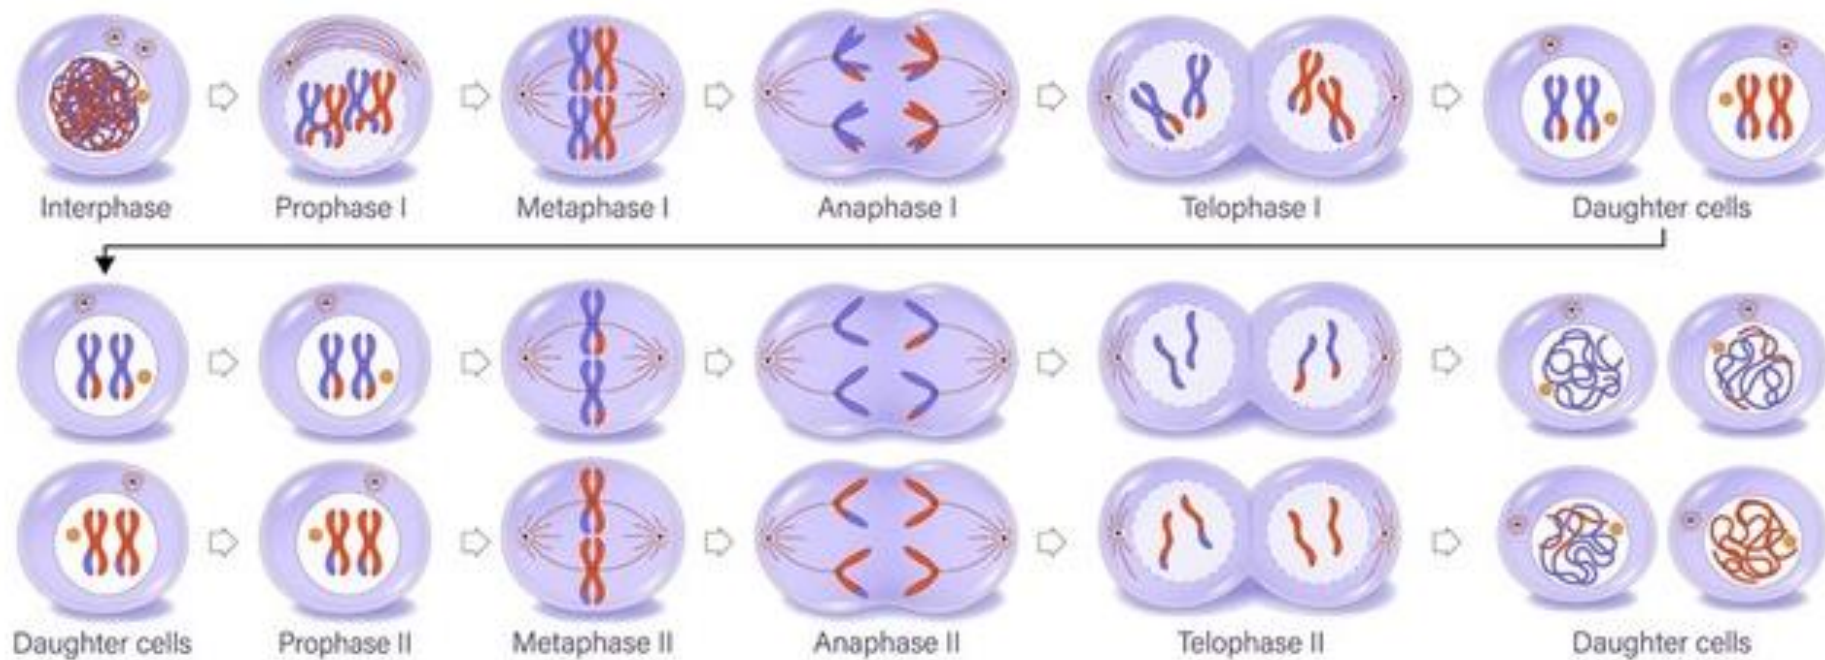 Interphase
Prophase I
Metaphase I
Anaphase I
Telophase I
Daughter cells
Daughter cells
Prophase II
Metaphase II
Anaphase II
Telophase II
Daughter cells